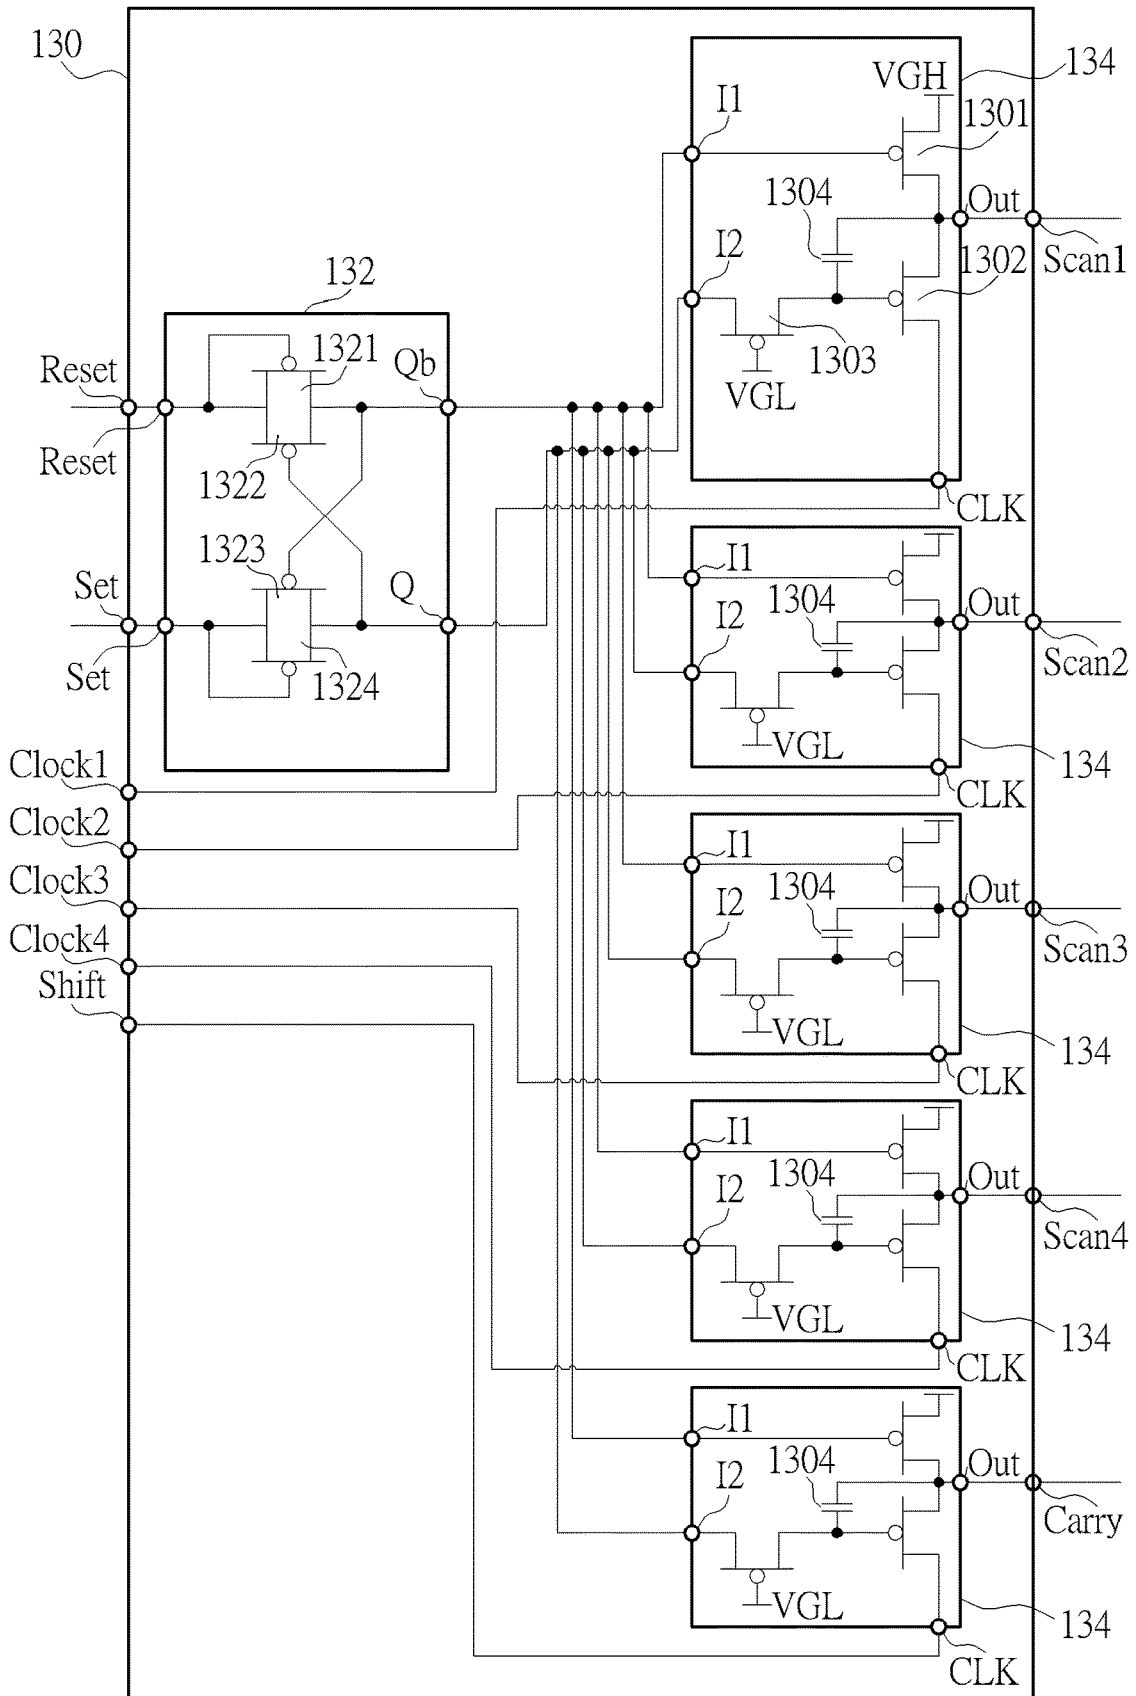 130
134
VGH
I1
1301
1304
Out
Scan1
I2
1302
132
1303
VGL
1321
Qb
Reset
Reset
1322
CLK
1323
I1
Set
Q
1304
Out
I2
Scan2
Set
1324
VGL
134
Clock1
CLK
Clock2
I1
Clock3
1304
Out
I2
Scan3
Clock4
Shift
VGL
134
CLK
I1
1304
Out
I2
Scan4
VGL
134
CLK
I1
1304
Out
I2
Carry
VGL
134
CLK